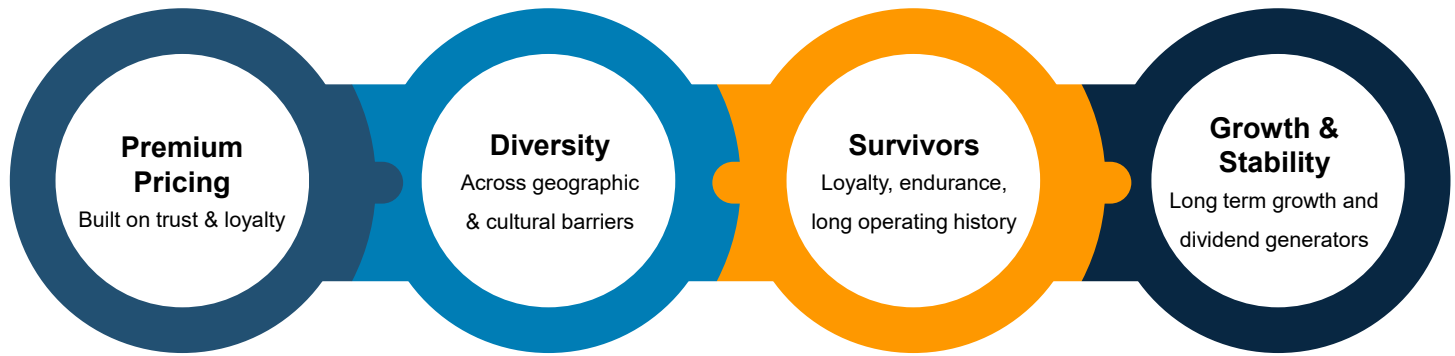 Premium
Pricing
Built on trust & loyalty
Diversity
Across geographic
& cultural barriers
Survivors
Loyalty, endurance,
long operating history
Growth &
Stability
Long term growth and
dividend generators